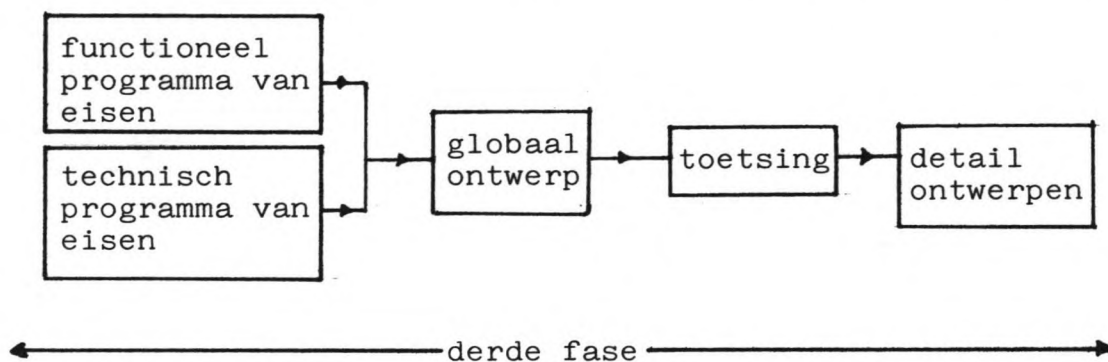 functioneel
programma van
eisen
technisch
programma van
eisen
globaal
ontwerp
toetsing
detail
ontwerpen
derde fase